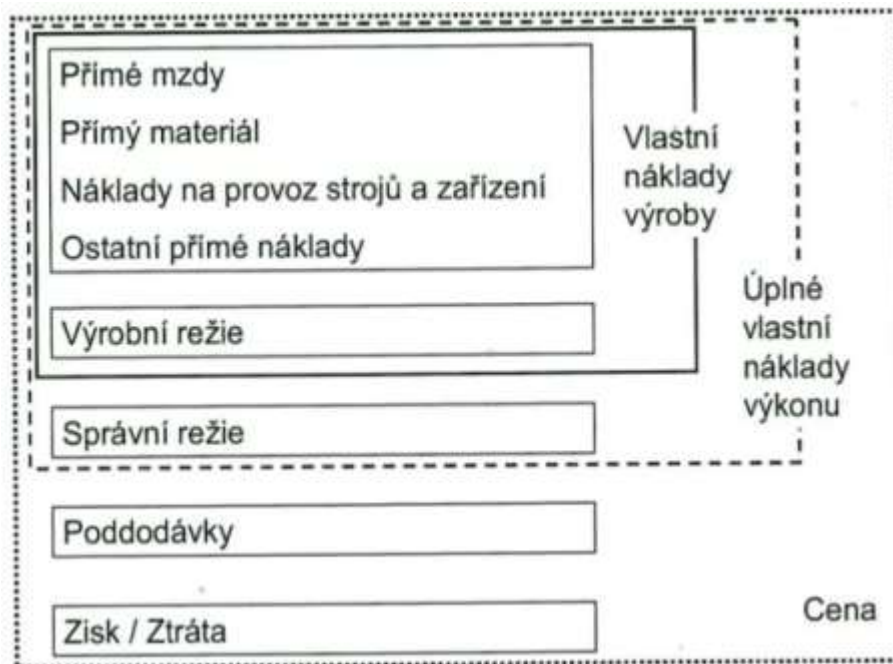 Přímé mzdy
Přímý materiál
Náklady na provoz strojů a zařízení
Ostatní přímé náklady
Vlastní
náklady
výroby
Výrobní režie
Úplné
vlastní
náklady
výkonu
Správní režie
Poddodávky
Zisk / Ztráta
Cena